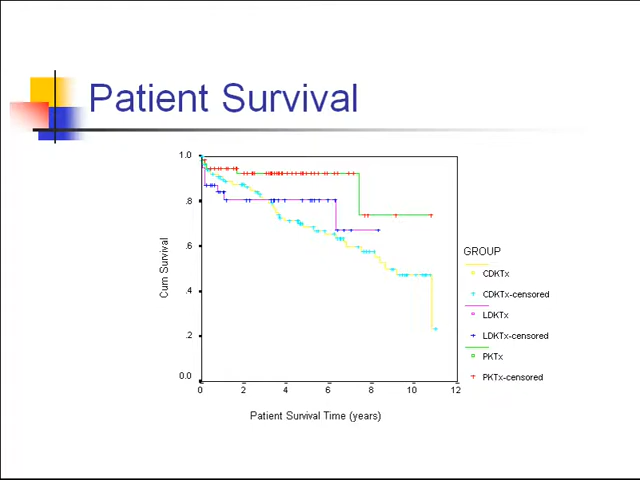 Patient Survival
1.0
.8
.6
.4
.2
0.0
Cum Survival
0 2 4 6 8 10 12
Patient Survival Time (years)
GROUP
CDKTx
CDKTx-censored
LDKTx
LDKTx-censored
PKTx
PKTx-censored